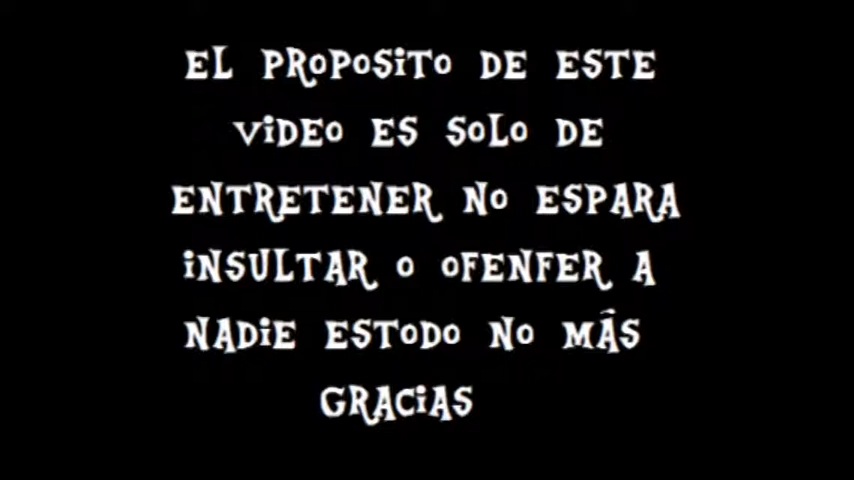 EL PROPOSITO DE ESTE
VIDEO ES SOLO DE
ENTRETENER NO ESPARA
INSULTAR O OFENFER A
NADIE ESTODO NO MÁS
GRACIAS